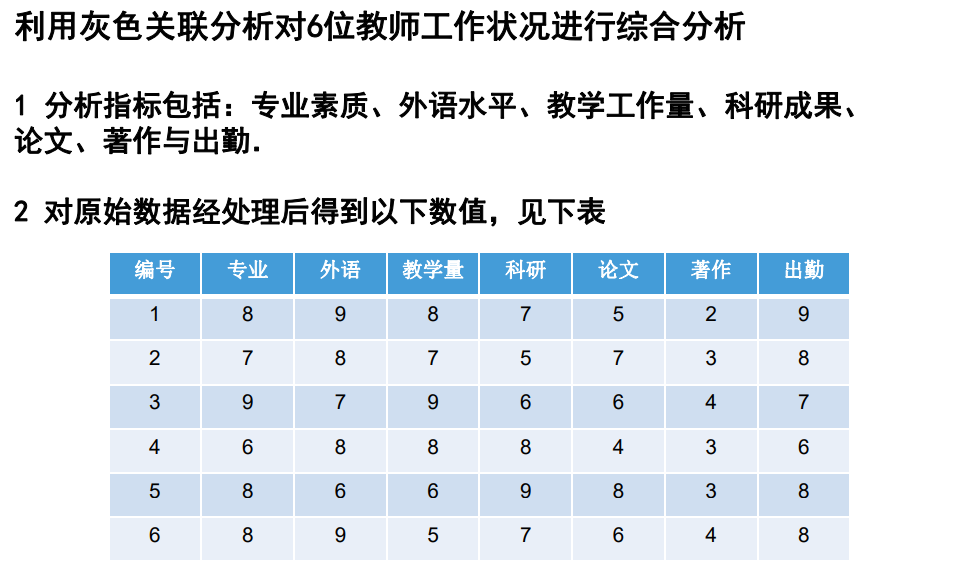 利用灰色关联分析对6位教师工作状况进行综合分析
1 分析指标包括：专业素质、外语水平、教学工作量、科研成果、
论文、著作与出勤.
2 对原始数据经处理后得到以下数值，见下表
编号 专业 外语 教学量 科研 论文 著作 出勤
1 8 9 8 7 5 2 9
2 7 8 7 5 7 3 8
3 9 7 9 6 6 4 7
4 6 8 8 8 4 3 6
5 8 6 6 9 8 3 8
6 8 9 5 7 6 4 8